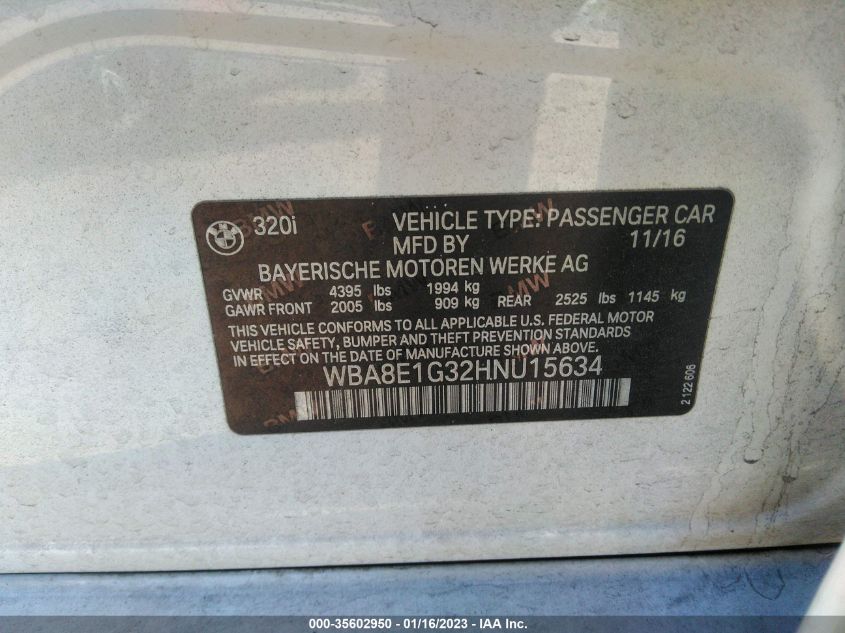 320i VEHICLE TYPE: PASSENGER CAR
MFD BY 11/16
BAYERISCHE MOTOREN WERKE AG
GVWR 4395 lbs 1994 kg
GAWR FRONT 2005 lbs 909 kg REAR 2525 lbs 1145 kg
THIS VEHICLE CONFORMS TO ALL APPLICABLE U.S. FEDERAL MOTOR
VEHICLE SAFETY, BUMPER AND THEFT PREVENTION STANDARDS
IN EFFECT ON THE DATE OF MANUFACTURE SHOWN ABOVE.
WBA8E1G32HNU15634
2 122 606
000-35602950 - 01/16/2023 - IAA Inc.